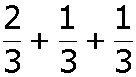 2/3 + 1/3 + 1/3